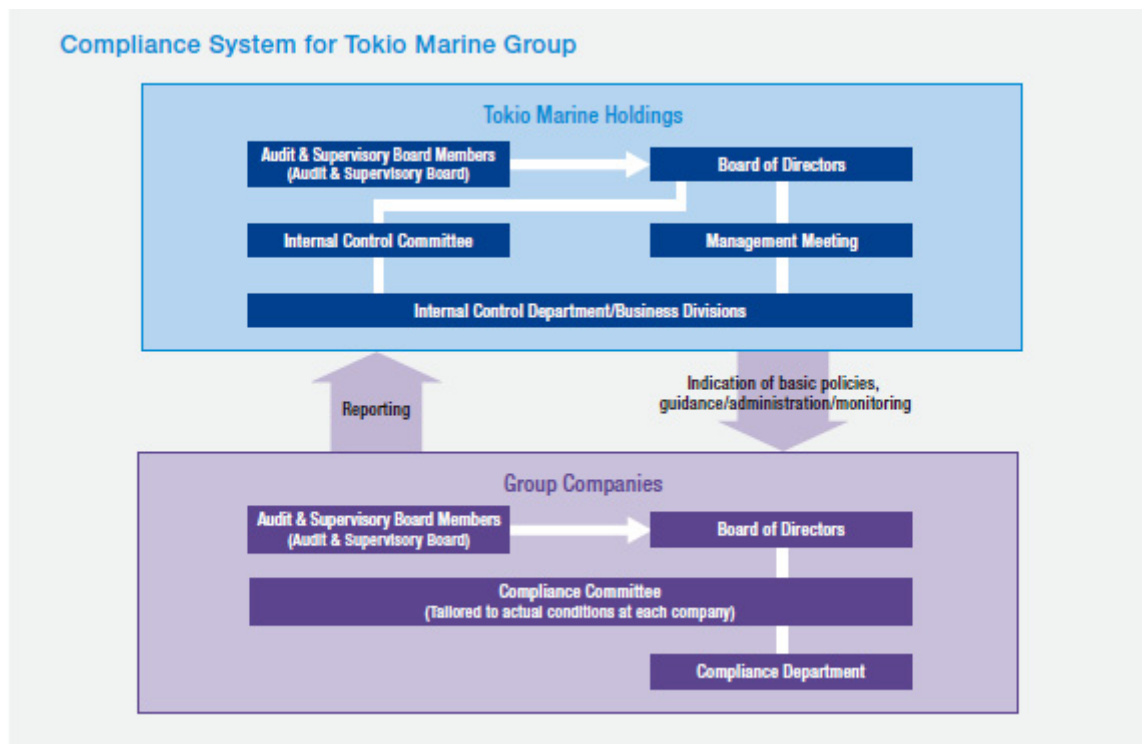 Compliance System for Tokio Marine Group
Tokio Marine Holdings
Audit & Supervisory Board Members
(Audit & Supervisory Board)
Board of Directors
Internal Control Committee
Management Meeting
Internal Control Department/Business Divisions
Reporting
Indication of basic policies,
guidance/administration/monitoring
Group Companies
Audit & Supervisory Board Members
(Audit & Supervisory Board)
Board of Directors
Compliance Committee
(Tailored to actual conditions at each company)
Compliance Department